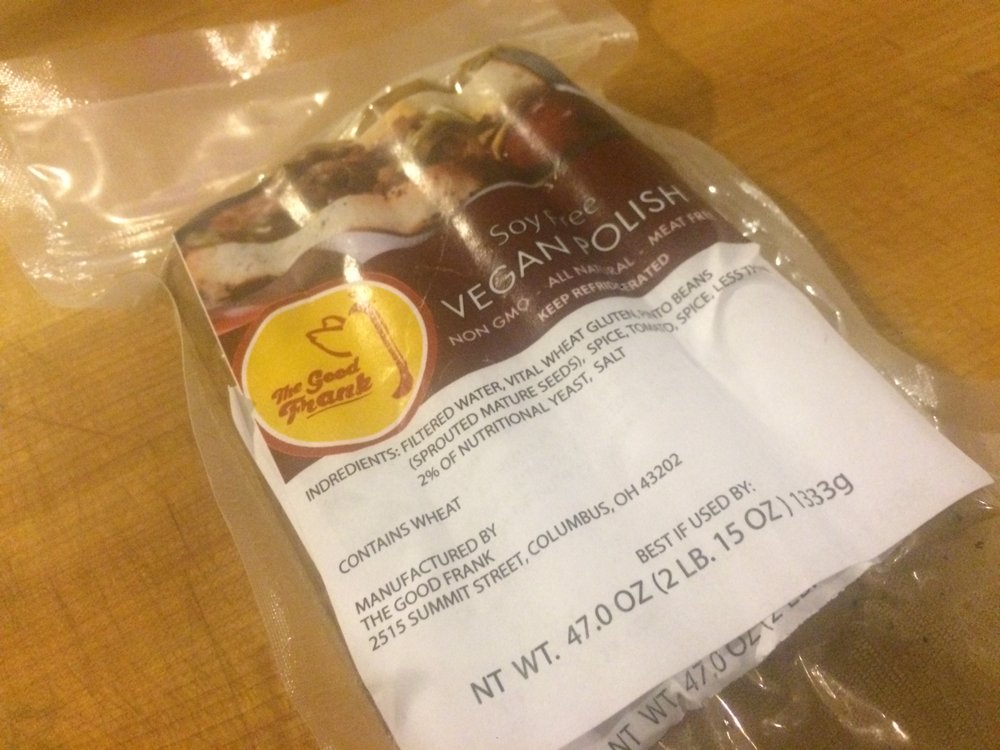 Soy Free
VEGAN POLISH
NON GMO - ALL NATURAL - MEAT FREE
KEEP REFRIGERATED
The Good
Frank
INGREDIENTS: FILTERED WATER, VITAL WHEAT GLUTEN, PINTO BEANS
(SPROUTED MATURE SEEDS), SPICE, TOMATO, SPICE, LESS THAN
2% OF NUTRITIONAL YEAST, SALT
CONTAINS WHEAT
MANUFACTURED BY
THE GOOD FRANK
2515 SUMMIT STREET, COLUMBUS, OH 43202
BEST IF USED BY:
NT WT. 47.0 OZ (2 LB. 15 OZ) 1333g
NT WT. 47.0 OZ (2